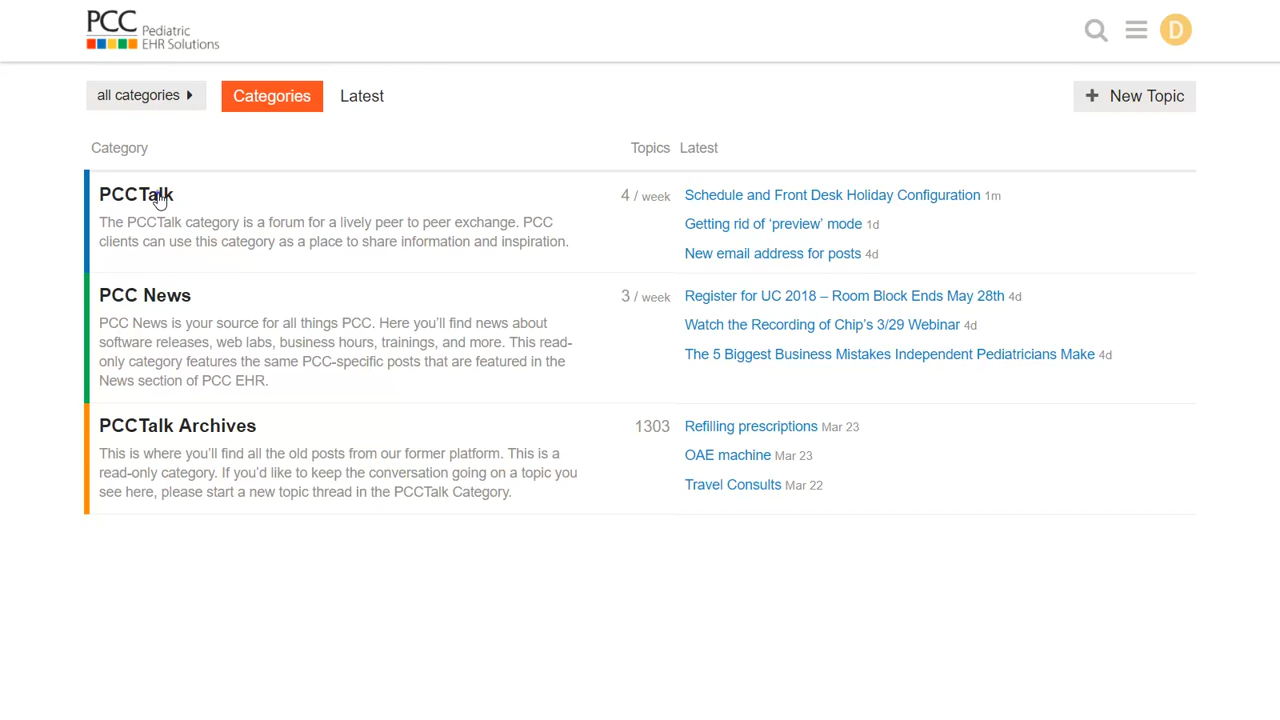 PCC Pediatric
EHR Solutions
D
all categories
Categories
Latest
+ New Topic
Category
Topics Latest
PCCTalk
The PCCTalk category is a forum for a lively peer to peer exchange. PCC
clients can use this category as a place to share information and inspiration.
4 / week
Schedule and Front Desk Holiday Configuration 1m
Getting rid of ‘preview’ mode 1d
New email address for posts 4d
PCC News
PCC News is your source for all things PCC. Here you’ll find news about
software releases, web labs, business hours, trainings, and more. This read-
only category features the same PCC-specific posts that are featured in the
News section of PCC EHR.
3 / week
Register for UC 2018 – Room Block Ends May 28th 4d
Watch the Recording of Chip’s 3/29 Webinar 4d
The 5 Biggest Business Mistakes Independent Pediatricians Make 4d
PCCTalk Archives
This is where you’ll find all the old posts from our former platform. This is a
read-only category. If you’d like to keep the conversation going on a topic you
see here, please start a new topic thread in the PCCTalk Category.
1303
Refilling prescriptions Mar 23
OAE machine Mar 23
Travel Consults Mar 22